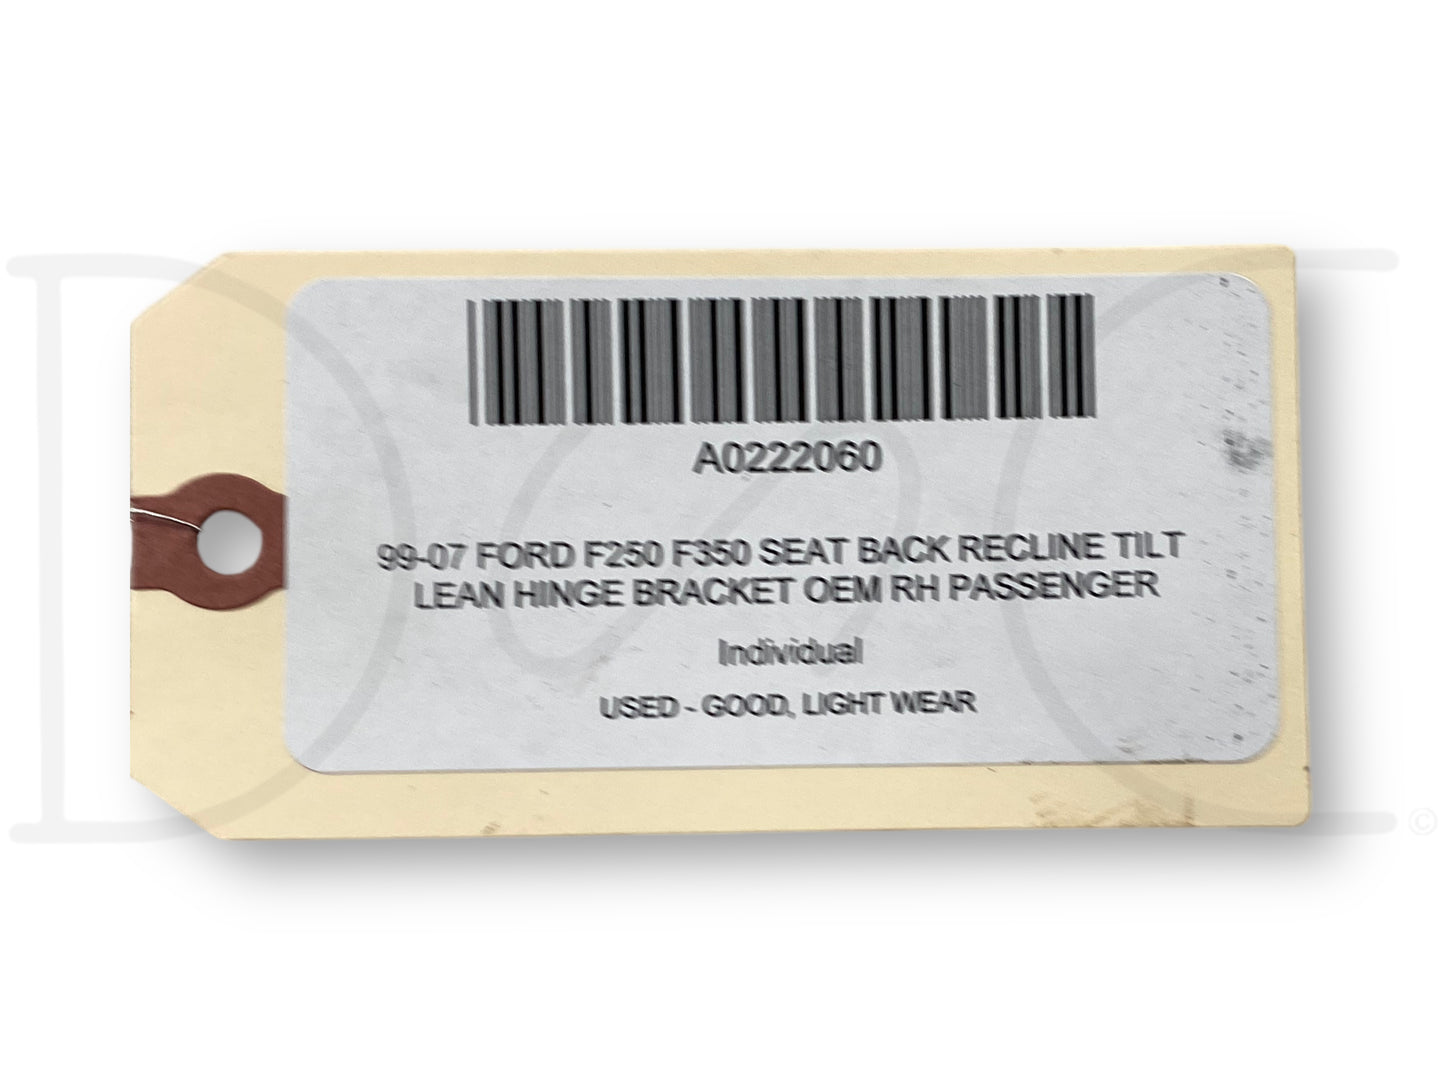 A0222060
99-07 FORD F250 F350 SEAT BACK RECLINE TILT
LEAN HINGE BRACKET OEM RH PASSENGER
Individual
USED - GOOD, LIGHT WEAR
©